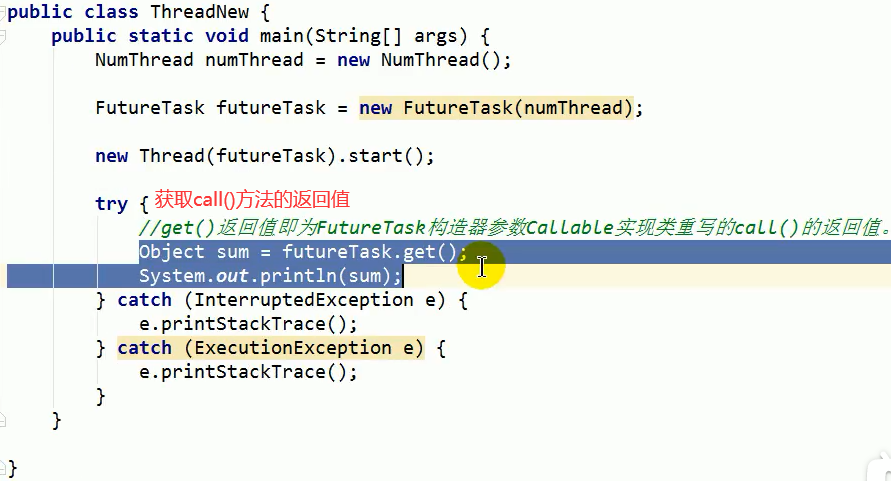 public class ThreadNew {
public static void main(String[] args) {
NumThread numThread = new NumThread();
FutureTask futureTask = new FutureTask(numThread);
new Thread(futureTask).start();
try { 获取call()方法的返回值
//get()返回值即为FutureTask构造器参数Callable实现类重写的call()的返回值。
Object sum = futureTask.get();
System.out.println(sum);
} catch (InterruptedException e) {
e.printStackTrace();
} catch (ExecutionException e) {
e.printStackTrace();
}
}
}